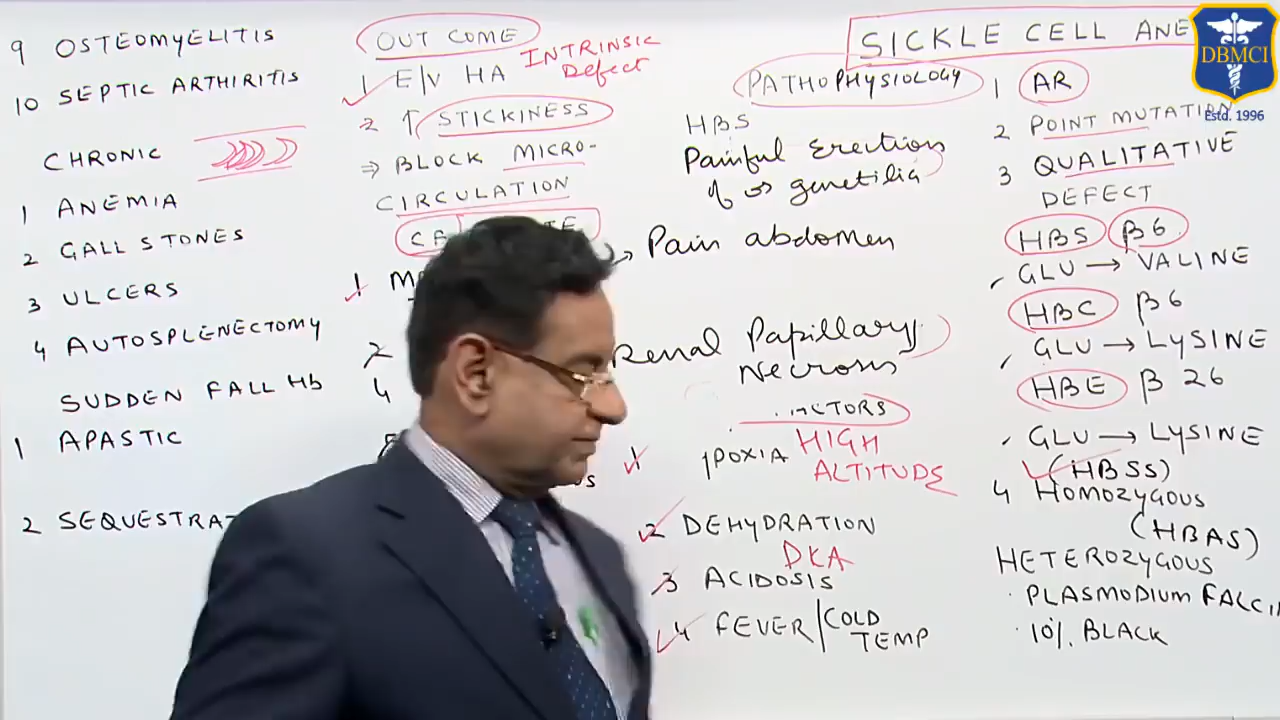 9 OSTEOMYELITIS
10 SEPTIC ARTHIRITIS
CHRONIC
1 ANEMIA
2 GALL STONES
3 ULCERS
4 AUTOSPLENECTOMY
SUDDEN FALL Hb
1 APASTIC
2 SEQUESTRAT
OUT COME
1 E/V HA INTRINSIC
Defect
2 ↑ STICKINESS
⇒ BLOCK MICRO-
CIRCULATION
1
4
PATHOPHYSIOLOGY
HBS
Painful Erection
of genetilia
Pain abdomen
Renal Papillary
Necrosis
1 HIGH
ALTITUDE
2 DEHYDRATION
DKA
3 ACIDOSIS
4 FEVER/COLD
TEMP
SICKLE CELL ANE
1 AR
2 POINT MUTATION
3 QUALITATIVE
DEFECT
HBS β6
GLU → VALINE
HBC β6
GLU → LYSINE
HBE β 26
GLU → LYSINE
(HBSS)
4 HOMOZYGOUS
(HBAS)
HETEROZYGOUS
· PLASMODIUM FALCI
· 10% BLACK
DBMCI
Estd. 1996